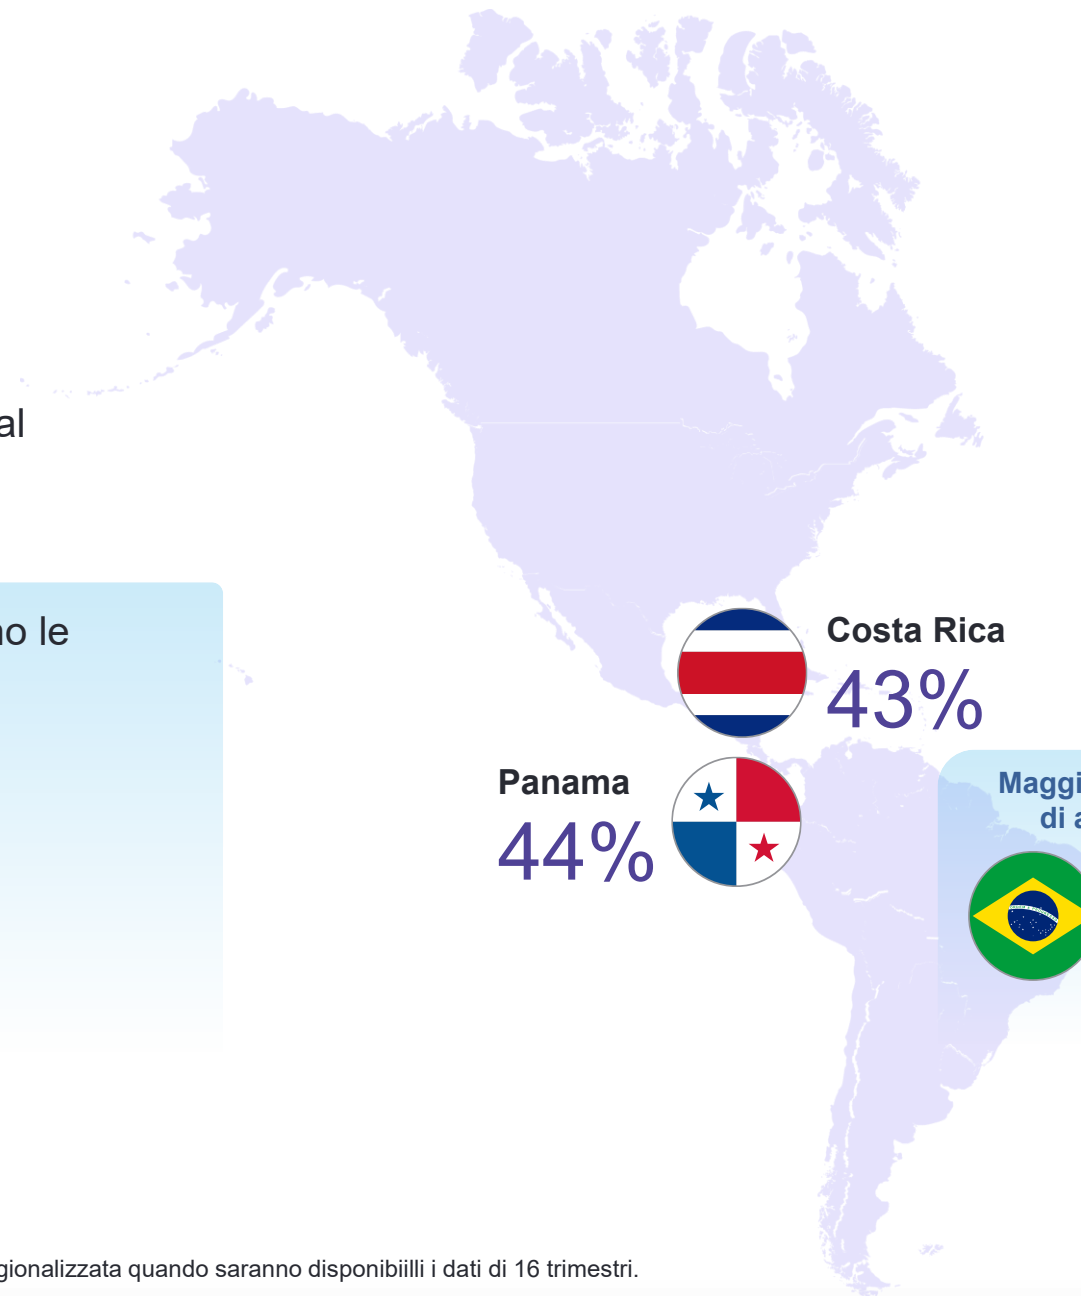 al
no le
Costa Rica
43%
Panama
44%
Maggi
di a
gionalizzata quando saranno disponibiilli i dati di 16 trimestri.